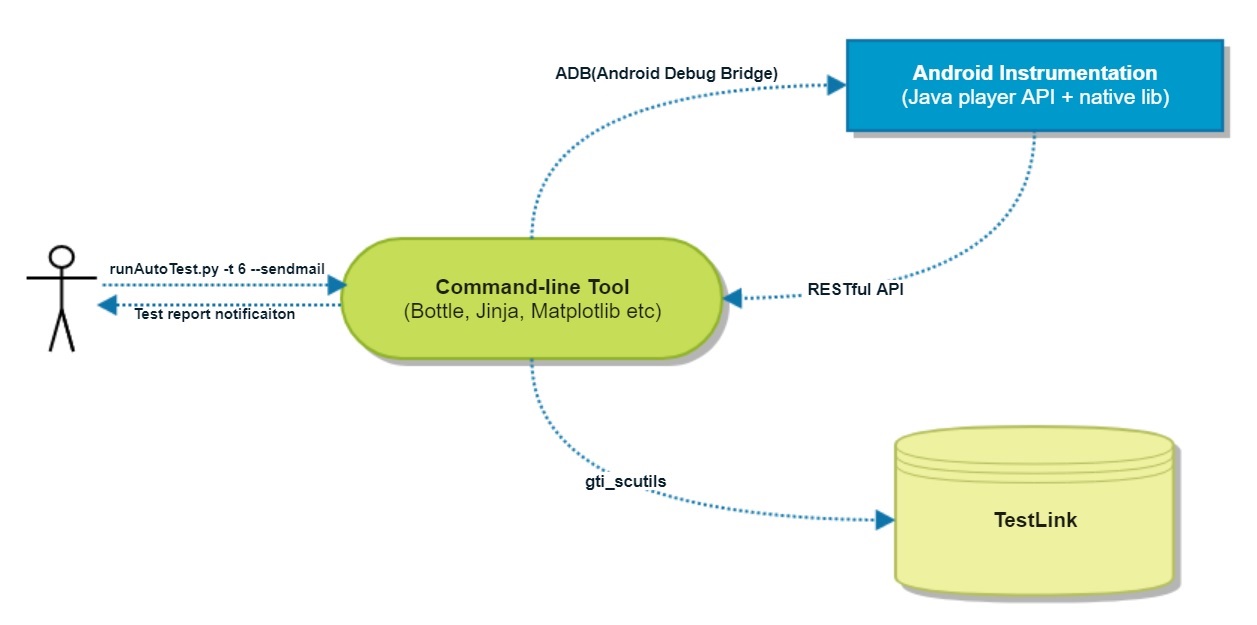 ADB(Android Debug Bridge)
Android Instrumentation
(Java player API + native lib)
runAutoTest.py -t 6 --sendmail
Test report notificaiton
Command-line Tool
(Bottle, Jinja, Matplotlib etc)
RESTful API
gti_scutils
TestLink